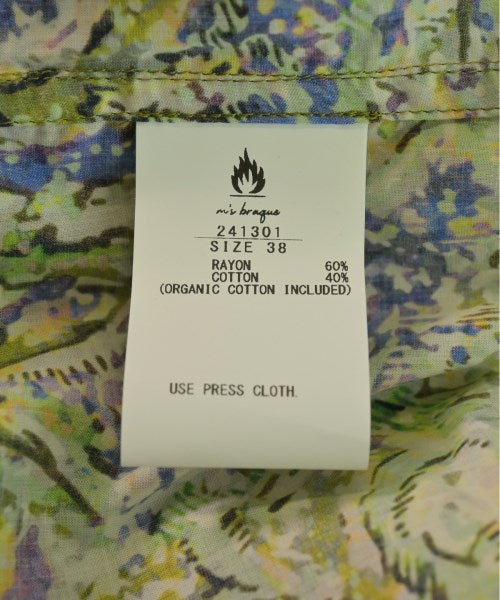 m's braque
241301
SIZE 38
RAYON 60%
COTTON 40%
(ORGANIC COTTON INCLUDED)
USE PRESS CLOTH.